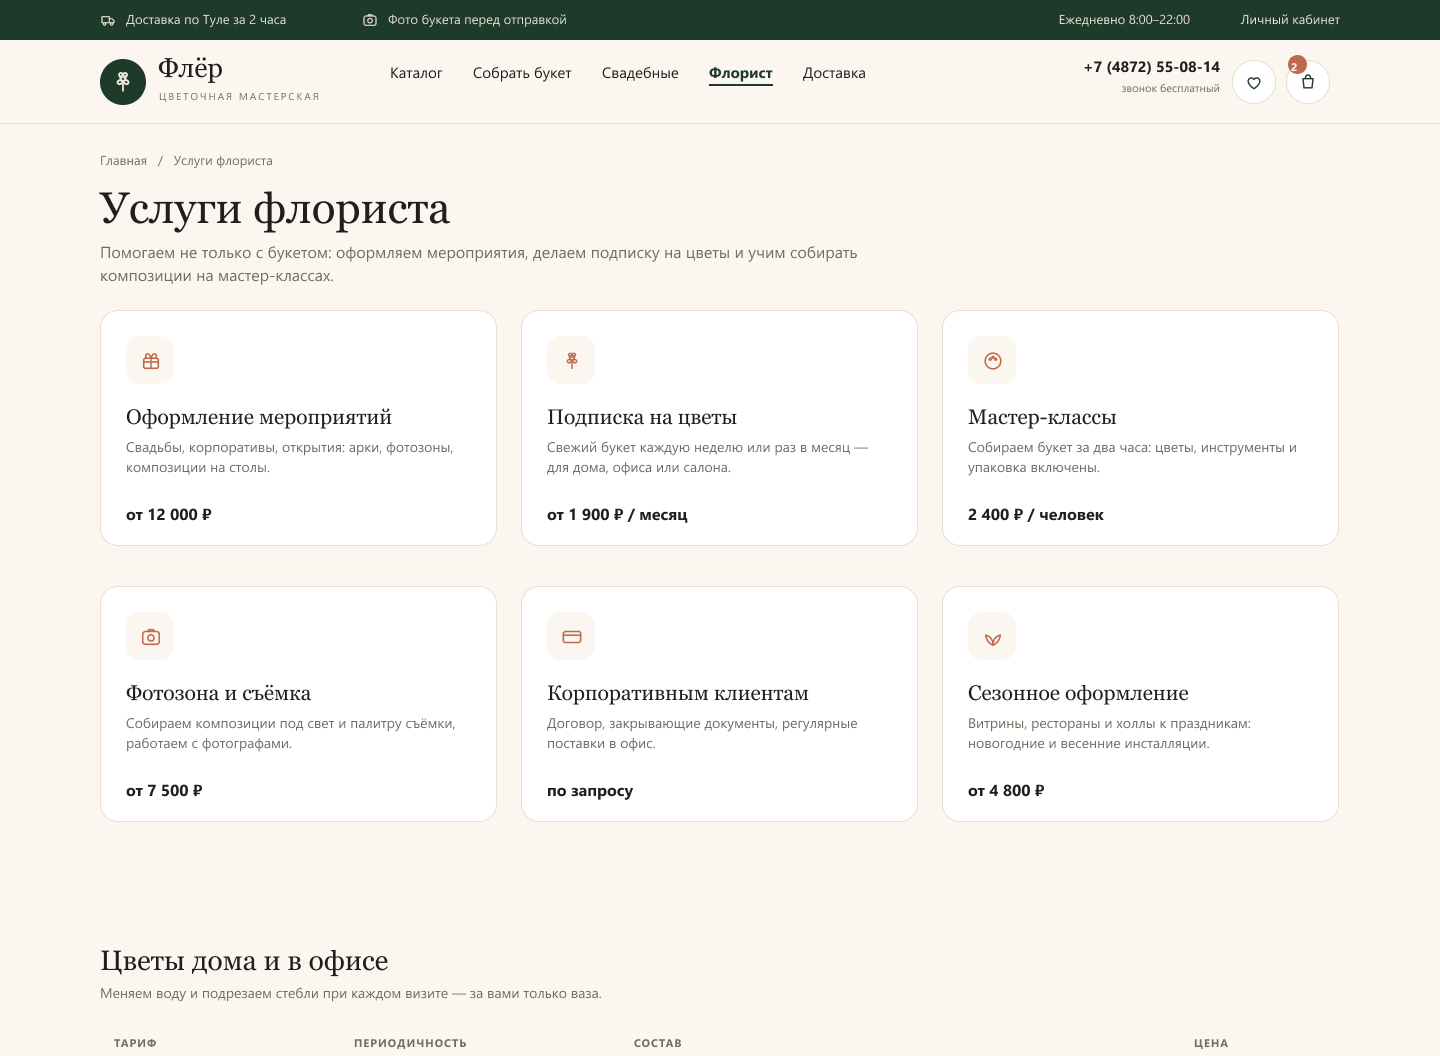 Доставка по Туле за 2 часа
Фото букета перед отправкой
Ежедневно 8:00–22:00
Личный кабинет
Флёр
ЦВЕТОЧНАЯ МАСТЕРСКАЯ
Каталог
Собрать букет
Свадебные
Флорист
Доставка
+7 (4872) 55-08-14
звонок бесплатный
2
Главная / Услуги флориста
Услуги флориста
Помогаем не только с букетом: оформляем мероприятия, делаем подписку на цветы и учим собирать
композиции на мастер-классах.
Оформление мероприятий
Свадьбы, корпоративы, открытия: арки, фотозоны,
композиции на столы.
от 12 000 ₽
Подписка на цветы
Свежий букет каждую неделю или раз в месяц —
для дома, офиса или салона.
от 1 900 ₽ / месяц
Мастер-классы
Собираем букет за два часа: цветы, инструменты и
упаковка включены.
2 400 ₽ / человек
Фотозона и съёмка
Собираем композиции под свет и палитру съёмки,
работаем с фотографами.
от 7 500 ₽
Корпоративным клиентам
Договор, закрывающие документы, регулярные
поставки в офис.
по запросу
Сезонное оформление
Витрины, рестораны и холлы к праздникам:
новогодние и весенние инсталляции.
от 4 800 ₽
Цветы дома и в офисе
Меняем воду и подрезаем стебли при каждом визите — за вами только ваза.
ТАРИФ
ПЕРИОДИЧНОСТЬ
СОСТАВ
ЦЕНА